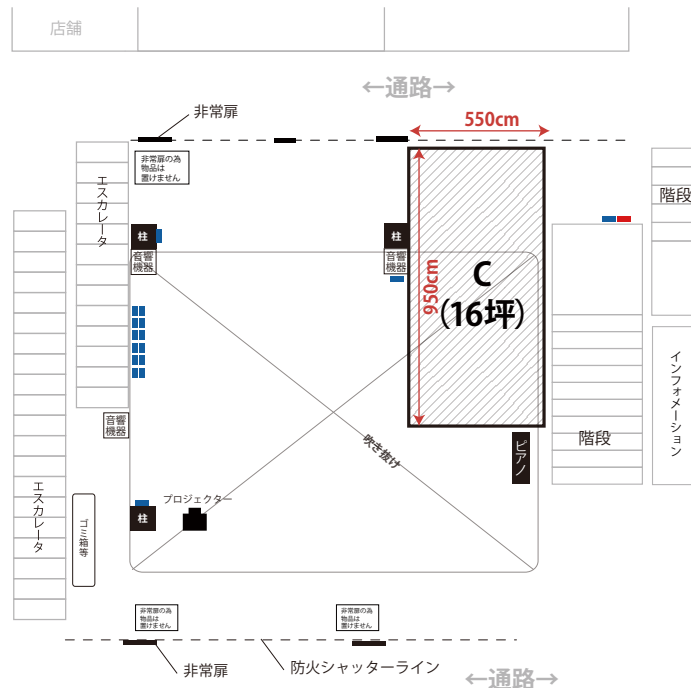 店舗
←通路→
非常扉
550cm
非常扉の為
物品は
置けません
エスカレータ
階段
柱
柱
音響
機器
音響
機器
950cm
C
(16坪)
音響
機器
インフォメーション
階段
吹き抜け
ピアノ
エスカレータ
ゴミ箱等
プロジェクター
柱
非常扉の為
物品は
置けません
非常扉の為
物品は
置けません
非常扉
防火シャッターライン
←通路→